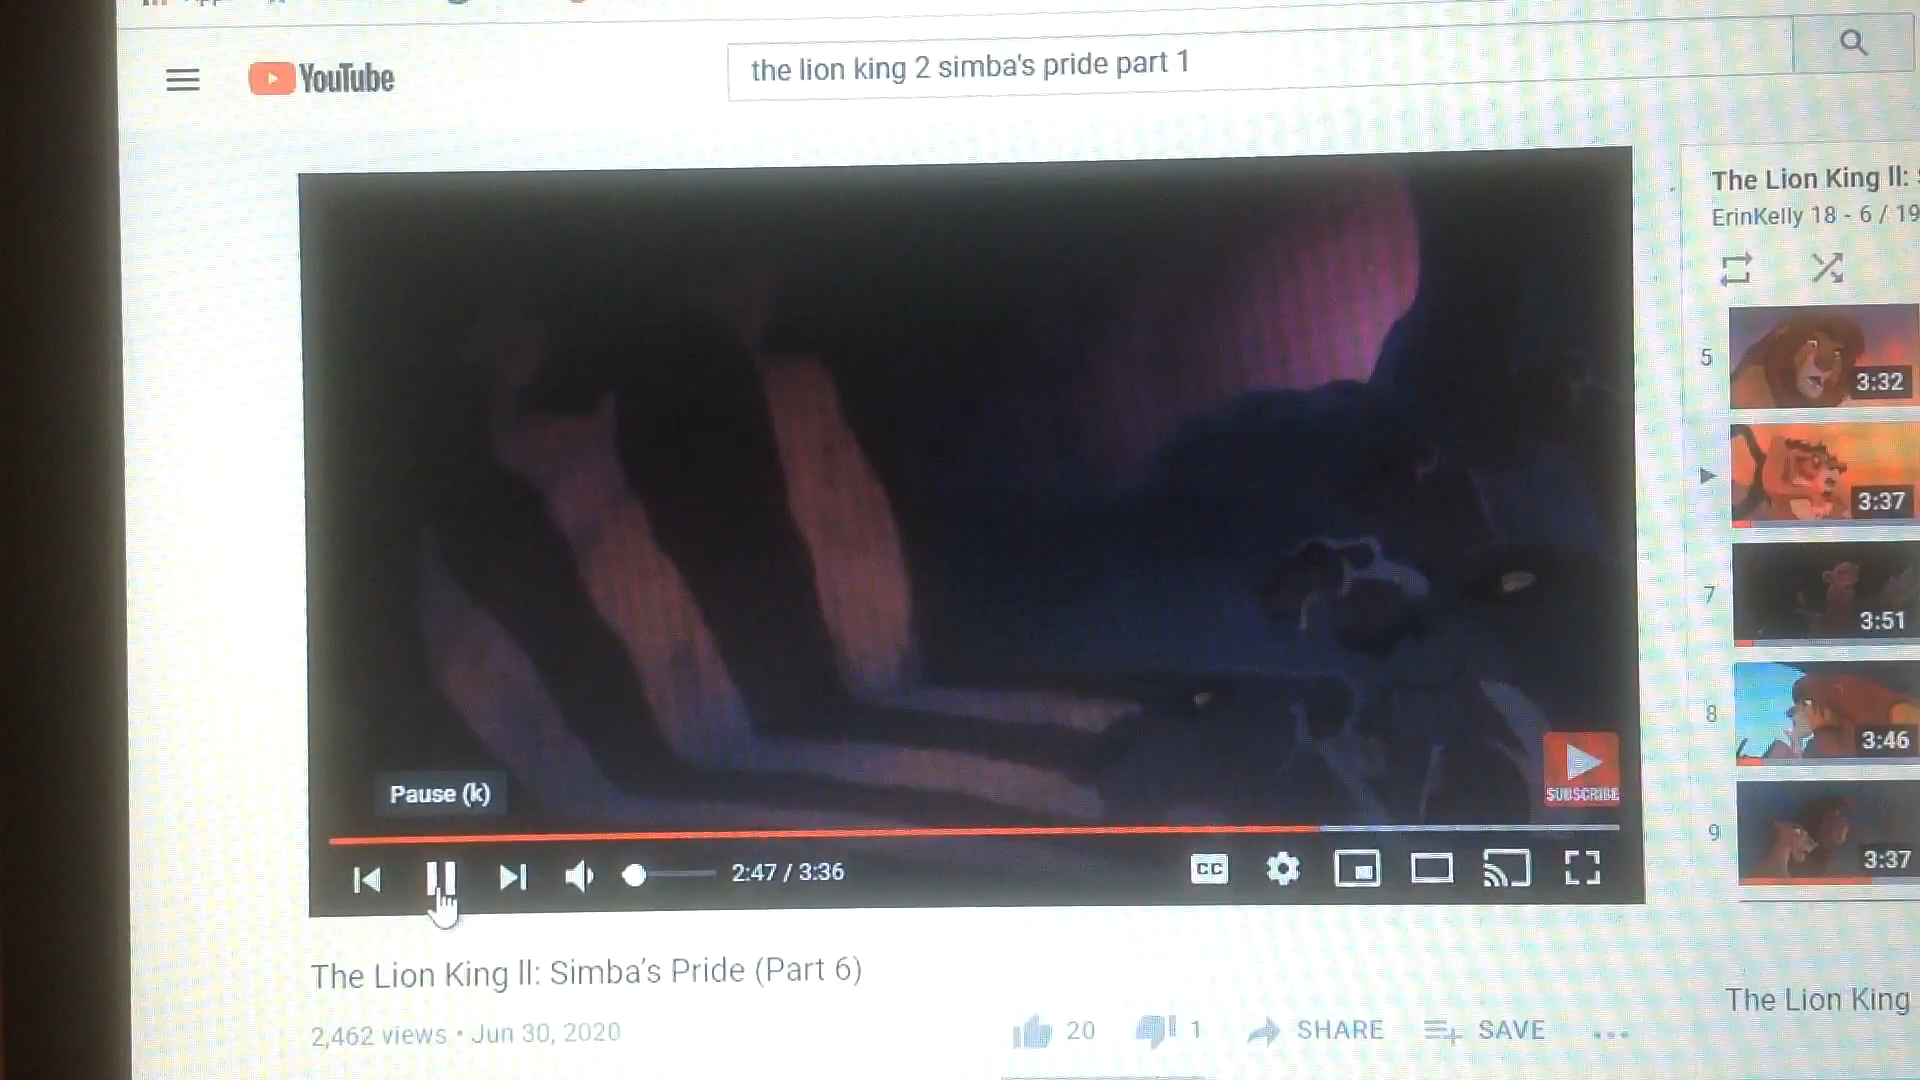 YouTube
the lion king 2 simba's pride part 1
The Lion King ll:
ErinKelly 18 - 6 / 19
5
3:32
3:37
7
3:51
8
3:46
9
3:37
SUBSCRIBE
Pause (k)
2:47 / 3:36
CC
The Lion King ll: Simba's Pride (Part 6)
2,462 views • Jun 30, 2020
20
1
SHARE
SAVE
The Lion King